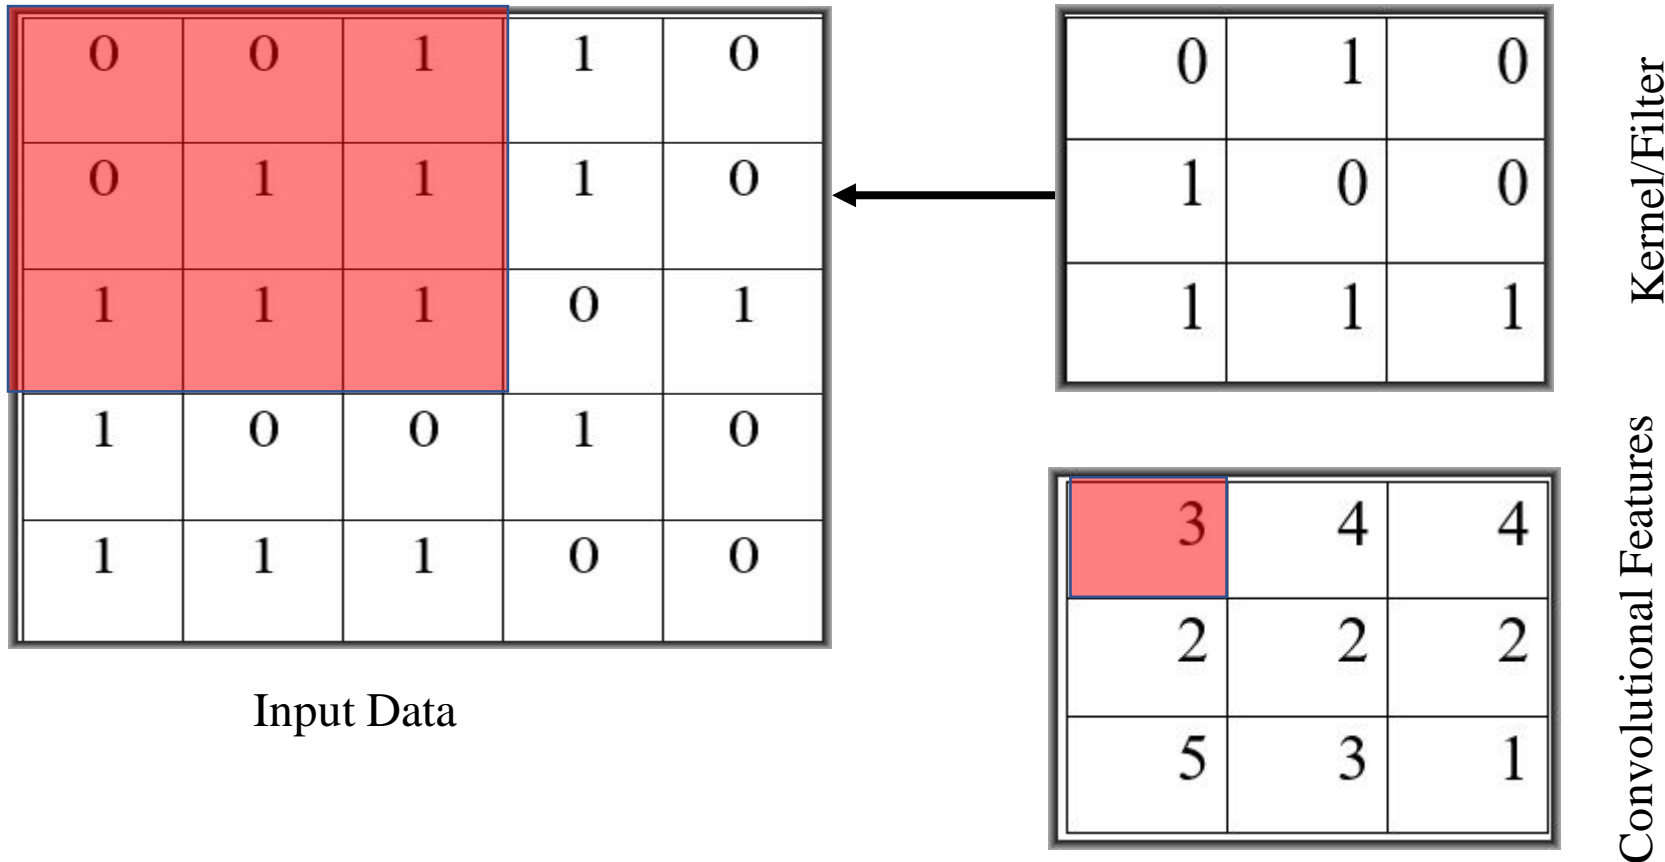 0 0 1 1 0
0 1 1 1 0
1 1 1 0 1
1 0 0 1 0
1 1 1 0 0
Input Data
0 1 0
1 0 0
1 1 1
Kernel/Filter
3 4 4
2 2 2
5 3 1
Convolutional Features